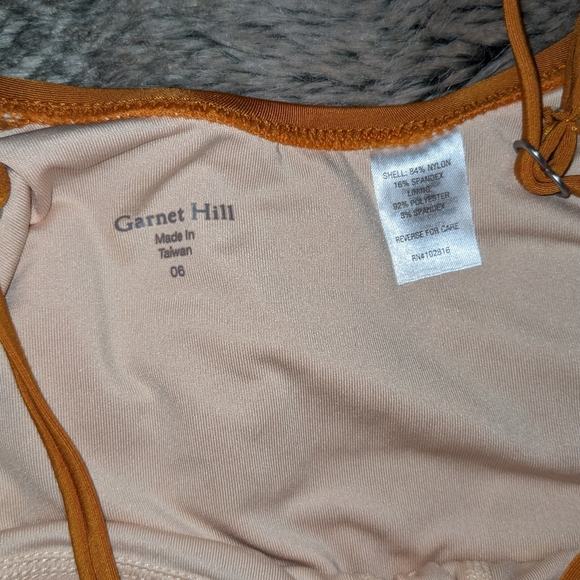 Garnet Hill
Made In
Taiwan
06
SHELL: 84% NYLON
16% SPANDEX
LINING:
92% POLYESTER
8% SPANDEX
REVERSE FOR CARE
RN#102816